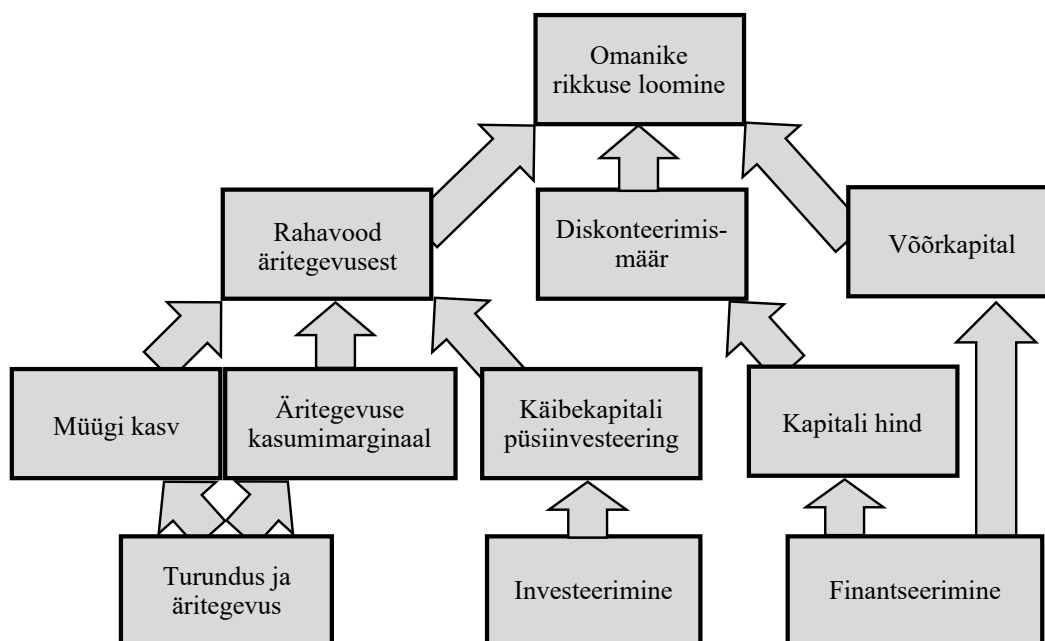 Omanike
rikkuse loomine
Rahavood
äritegevusest
Diskonteerimis-
määr
Võõrkapital
Müügi kasv
Äritegevuse
kasumimarginaal
Käibekapitali
püsiinvesteering
Kapitali hind
Turundus ja
äritegevus
Investeerimine
Finantseerimine